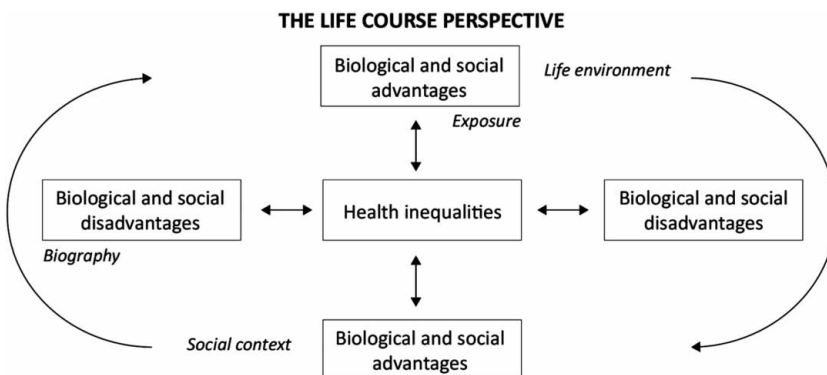 THE LIFE COURSE PERSPECTIVE
Biological and social
advantages
Life environment
Exposure
Biological and social
disadvantages
Biography
Health inequalities
Biological and social
disadvantages
Social context
Biological and social
advantages